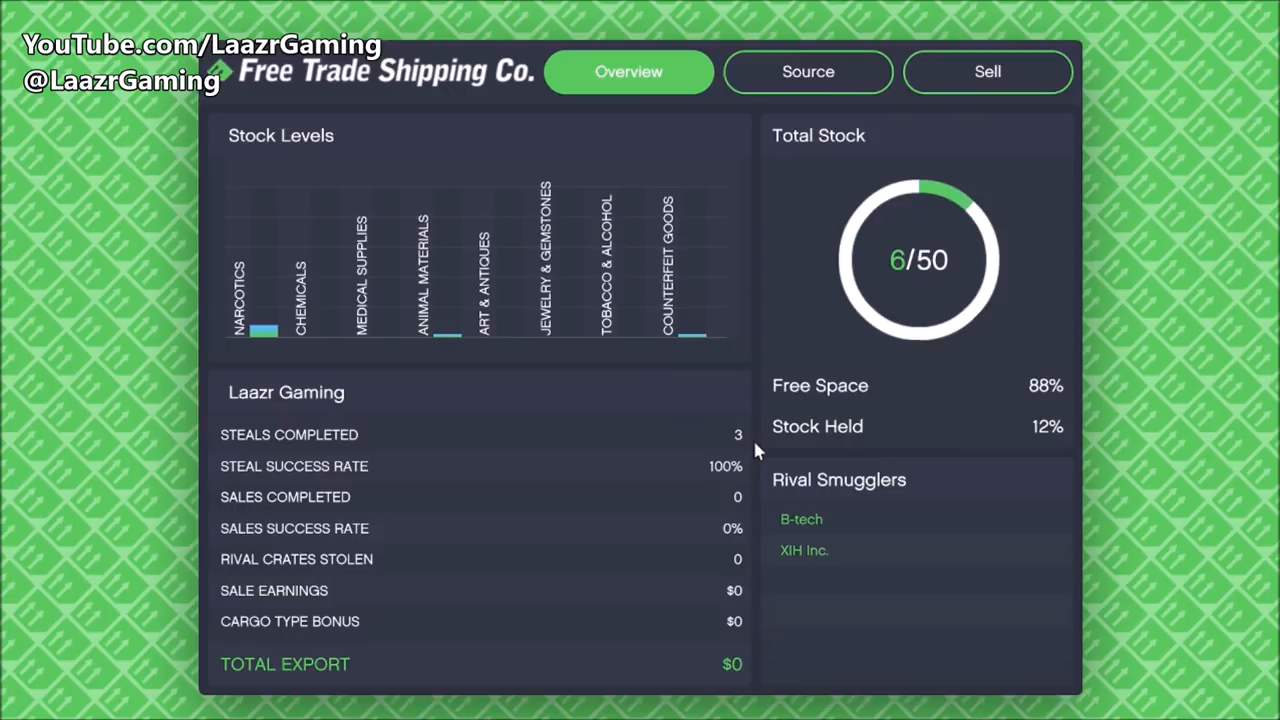 YouTube.com/LaazrGaming
@LaazrGaming
Free Trade Shipping Co.
Overview
Source
Sell
Stock Levels
NARCOTICS
CHEMICALS
MEDICAL SUPPLIES
ANIMAL MATERIALS
ART & ANTIQUES
JEWELRY & GEMSTONES
TOBACCO & ALCOHOL
COUNTERFEIT GOODS
Total Stock
6/50
Free Space 88%
Stock Held 12%
Laazr Gaming
STEALS COMPLETED 3
STEAL SUCCESS RATE 100%
SALES COMPLETED 0
SALES SUCCESS RATE 0%
RIVAL CRATES STOLEN 0
SALE EARNINGS $0
CARGO TYPE BONUS $0
TOTAL EXPORT $0
Rival Smugglers
B-tech
XIH Inc.